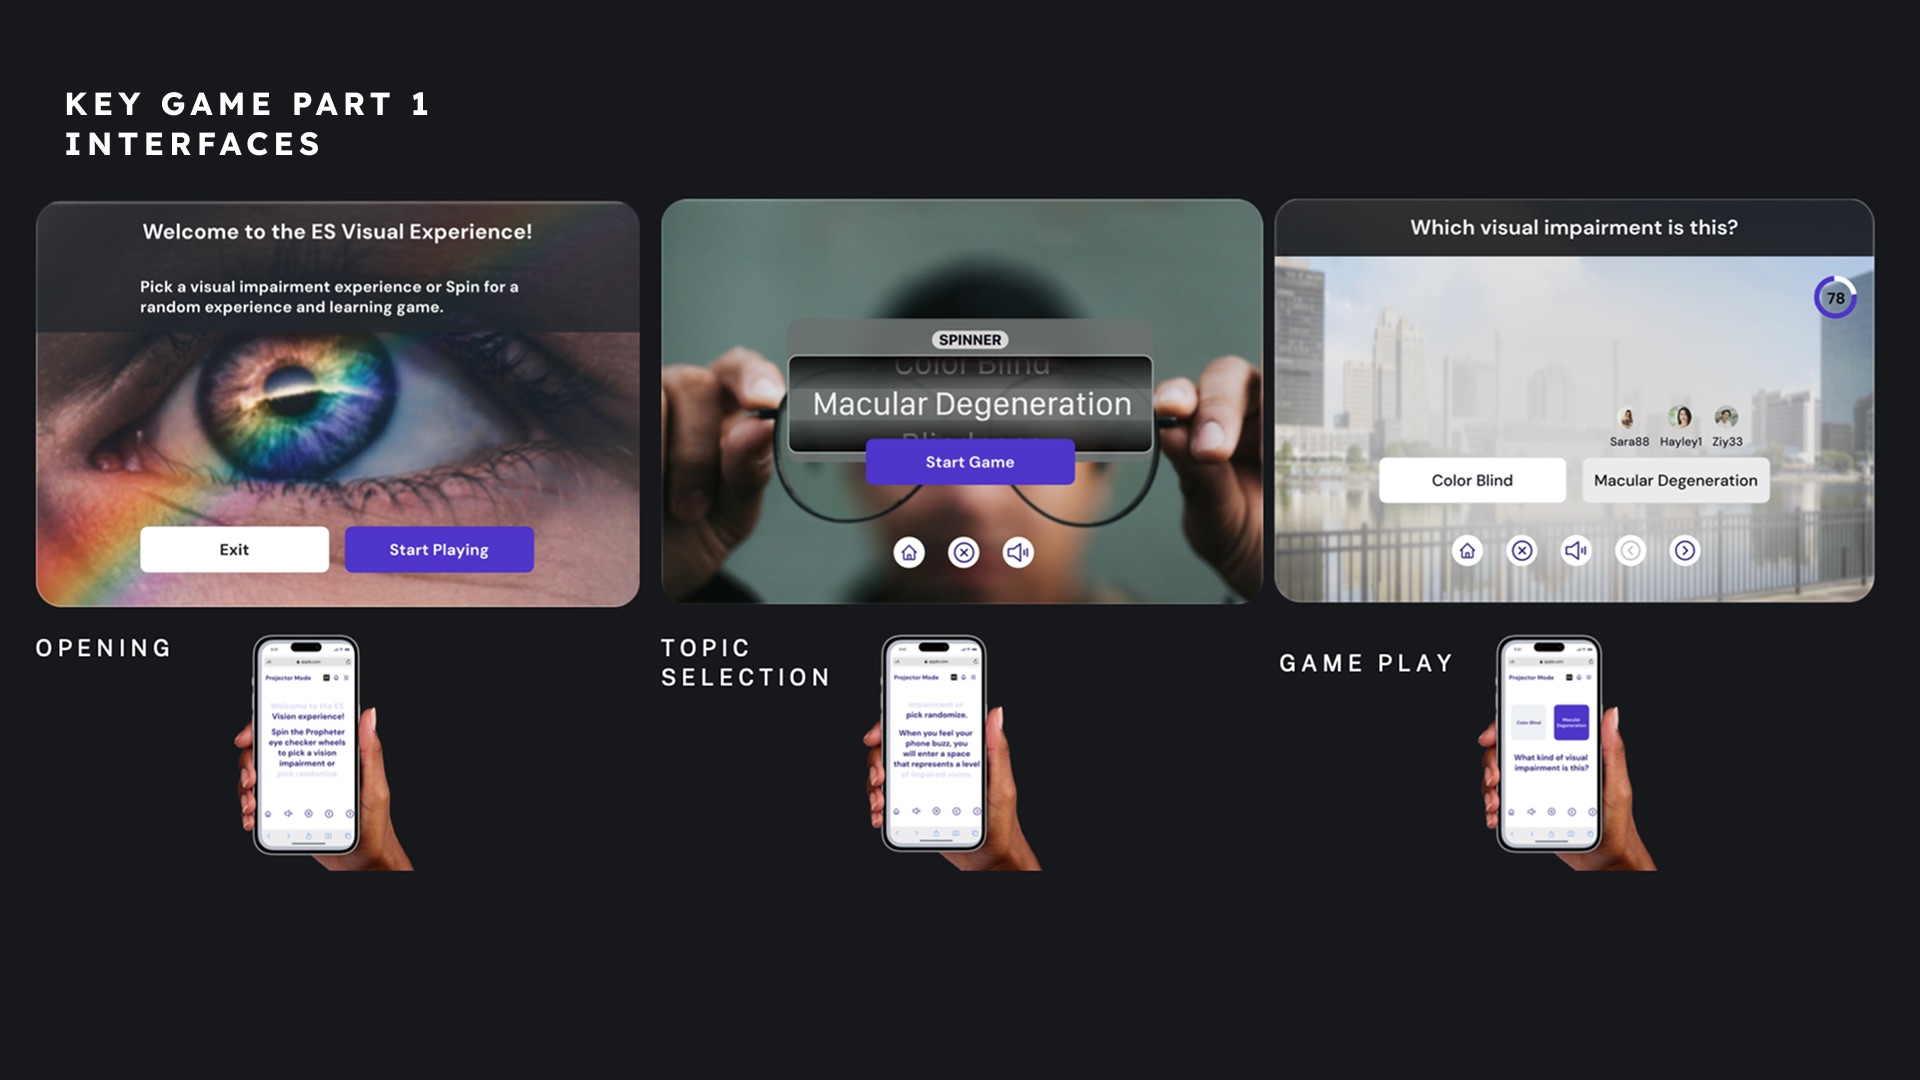 KEY GAME PART 1
INTERFACES
Welcome to the ES Visual Experience!
Pick a visual impairment experience or Spin for a
random experience and learning game.
Exit
Start Playing
SPINNER
Color Blind
Macular Degeneration
Start Game
Which visual impairment is this?
78
Sara88
Hayley1
Ziy33
Color Blind
Macular Degeneration
OPENING
Projector Mode
Welcome to the ES
Vision experience!
Spin the Propheter
eye checker wheels
to pick a vision
impairment or
pick randomize.
TOPIC
SELECTION
Projector Mode
impairment or
pick randomize.
When you feel your
phone buzz, you
will enter a space
that represents a level
of impaired vision.
GAME PLAY
Projector Mode
Color Blind
Macular
Degeneration
What kind of visual
impairment is this?